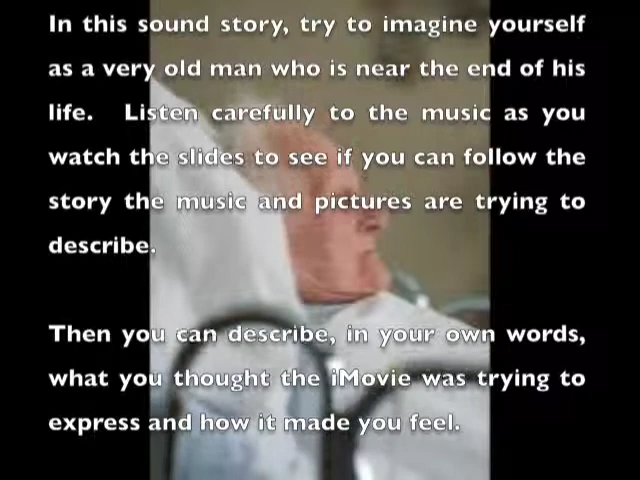 In this sound story, try to imagine yourself
as a very old man who is near the end of his
life. Listen carefully to the music as you
watch the slides to see if you can follow the
story the music and pictures are trying to
describe.
Then you can describe, in your own words,
what you thought the iMovie was trying to
express and how it made you feel.